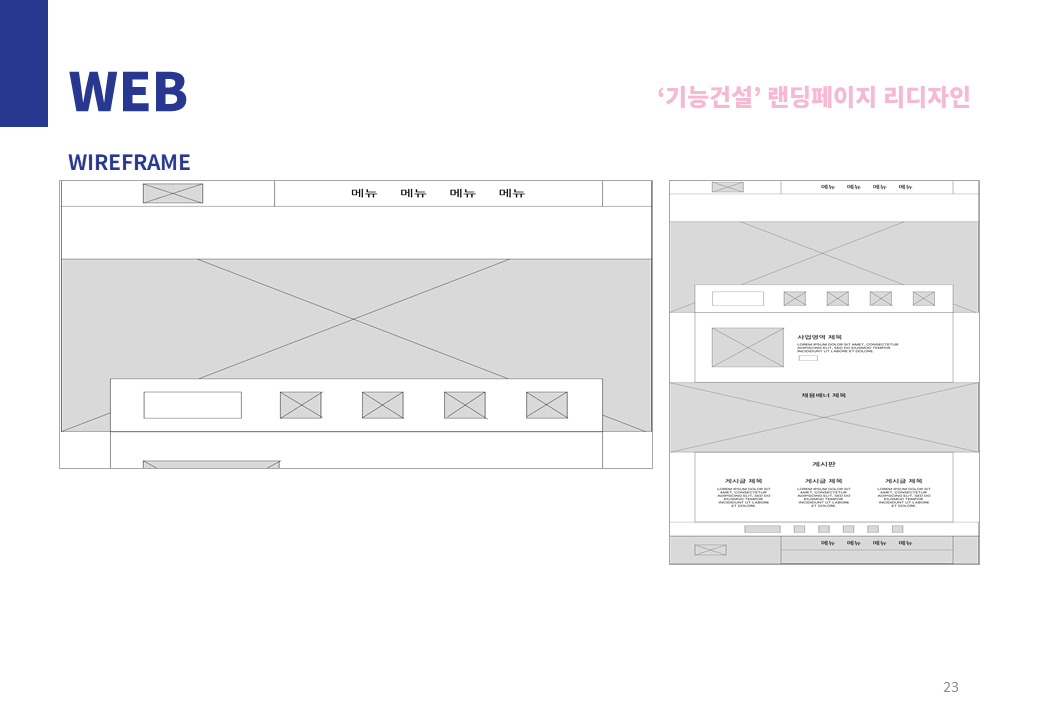 WEB
‘기능건설’ 랜딩페이지 리디자인
WIREFRAME
메뉴 메뉴 메뉴 메뉴
메뉴 메뉴 메뉴 메뉴
사업영역 제목
LOREM IPSUM DOLOR SIT AMET, CONSECTETUR
ADIPISCING ELIT, SED DO EIUSMOD TEMPOR
INCIDIDUNT UT LABORE ET DOLORE.
채용배너 제목
게시판
게시글 제목
LOREM IPSUM DOLOR SIT
AMET, CONSECTETUR
ADIPISCING ELIT, SED DO
EIUSMOD TEMPOR
INCIDIDUNT UT LABORE
ET DOLORE.
게시글 제목
LOREM IPSUM DOLOR SIT
AMET, CONSECTETUR
ADIPISCING ELIT, SED DO
EIUSMOD TEMPOR
INCIDIDUNT UT LABORE
ET DOLORE.
게시글 제목
LOREM IPSUM DOLOR SIT
AMET, CONSECTETUR
ADIPISCING ELIT, SED DO
EIUSMOD TEMPOR
INCIDIDUNT UT LABORE
ET DOLORE.
메뉴 메뉴 메뉴 메뉴
23